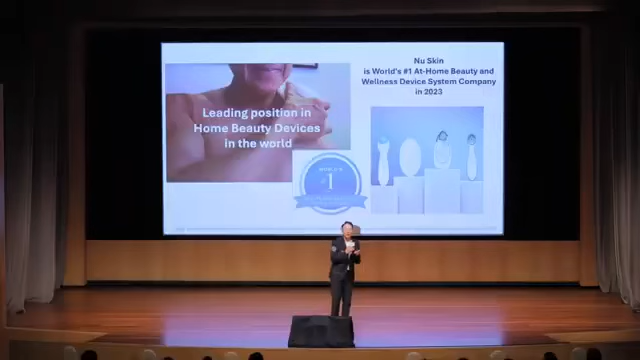 Leading position in
Home Beauty Devices
in the world
Nu Skin
is World's #1 At-Home Beauty and
Wellness Device System Company
in 2023
WORLD'S
#1